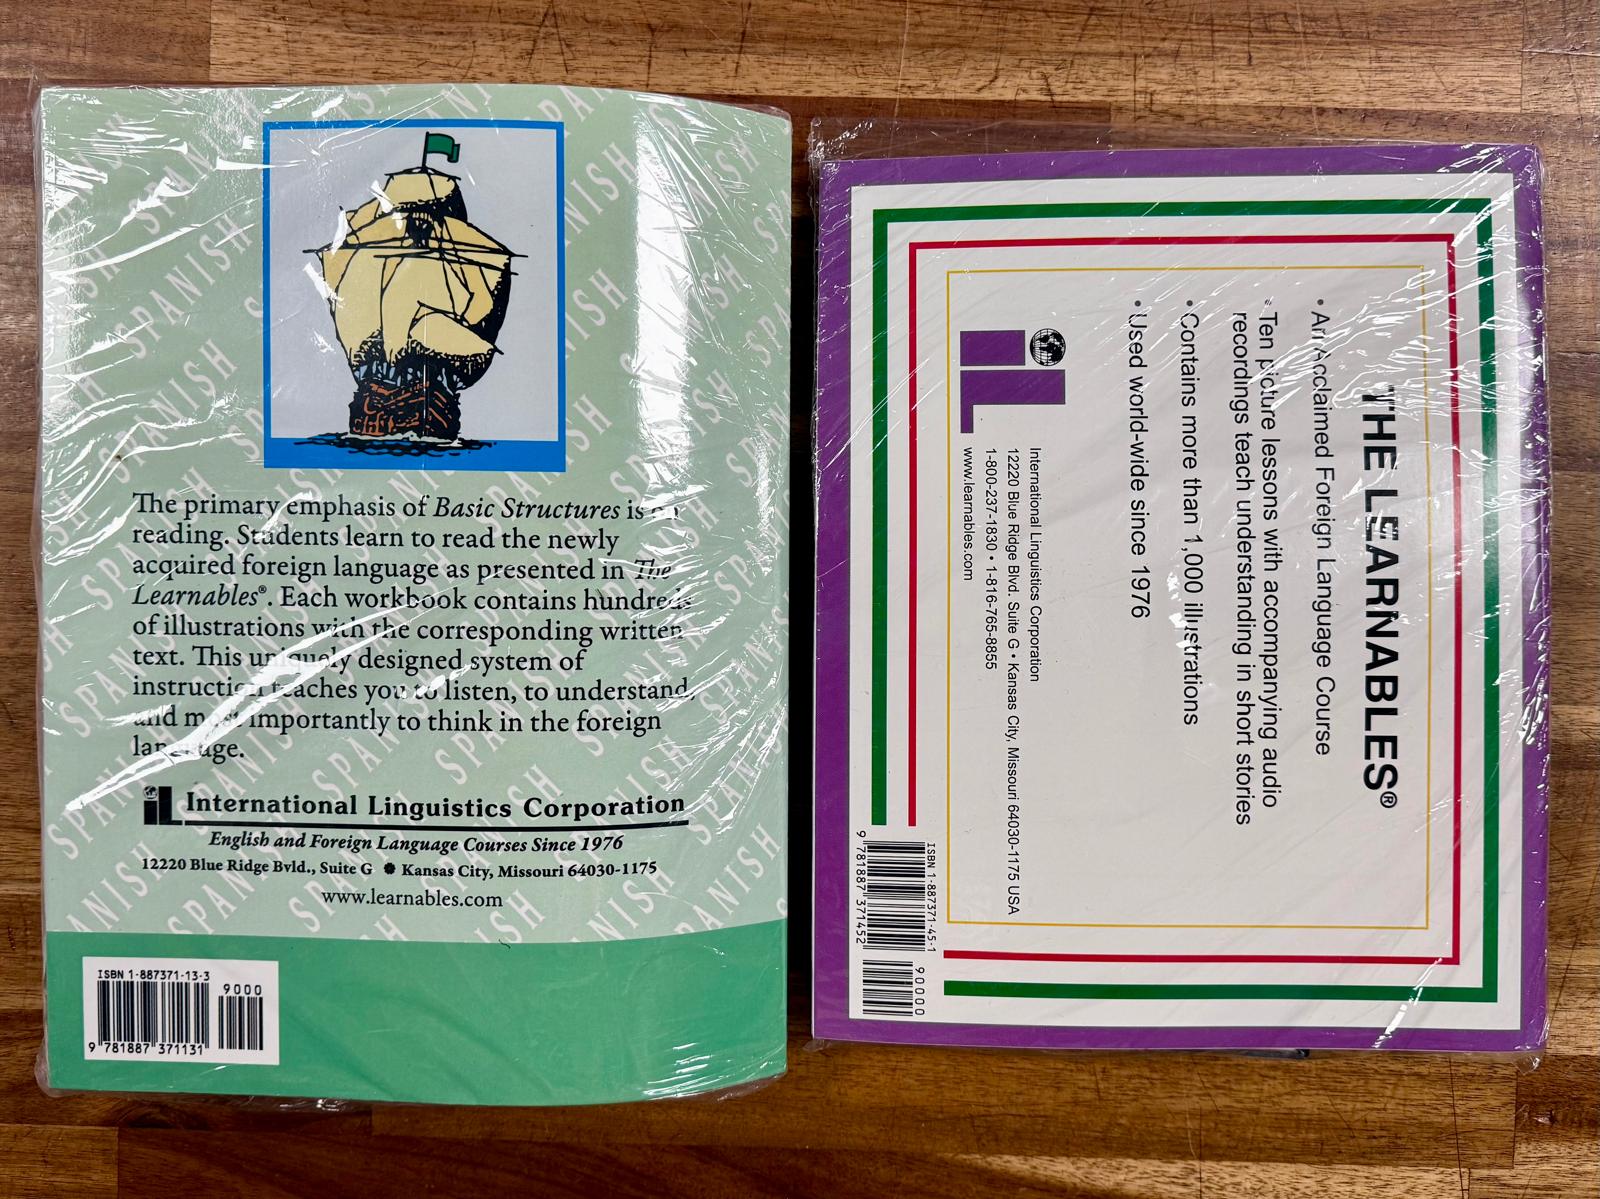 The primary emphasis of Basic Structures is on
reading. Students learn to read the newly
acquired foreign language as presented in The
Learnables®. Each workbook contains hundreds
of illustrations with the corresponding written
text. This uniquely designed system of
instruction teaches you to listen, to understand,
and most importantly to think in the foreign
language.
iL International Linguistics Corporation
English and Foreign Language Courses Since 1976
12220 Blue Ridge Bvld., Suite G ✹ Kansas City, Missouri 64030-1175
www.learnables.com
ISBN 1-887371-13-3
9000
9 781887 371131
SPANISH
THE LEARNABLES®
• An Acclaimed Foreign Language Course
• Ten picture lessons with accompanying audio
recordings teach understanding in short stories
• Contains more than 1,000 illustrations
• Used world-wide since 1976
iL
International Linguistics Corporation
12220 Blue Ridge Blvd. Suite G • Kansas City, Missouri 64030-1175 USA
1-800-237-1830 • 1-816-765-8855
www.learnables.com
ISBN 1-887371-45-1
90000
9 781887 371452